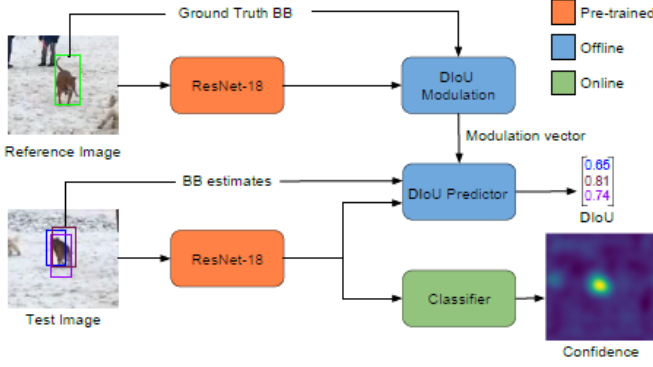 Ground Truth BB
Pre-trained
Offline
Online
ResNet-18
DIoU
Modulation
Reference Image
Modulation vector
BB estimates
DIoU Predictor
0.65
0.81
0.74
DIoU
ResNet-18
Classifier
Test Image
Confidence